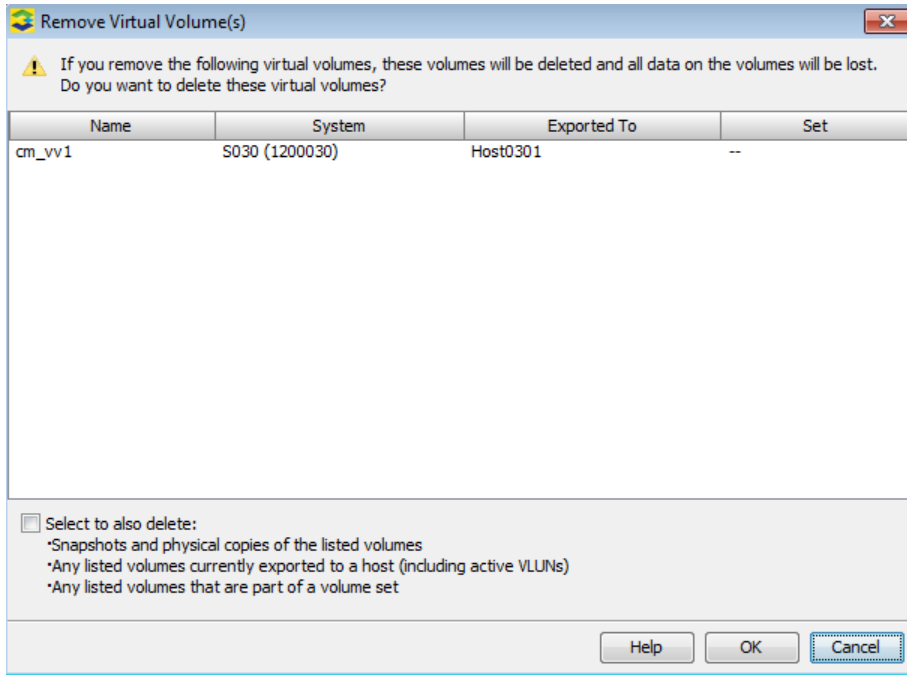 Remove Virtual Volume(s)
If you remove the following virtual volumes, these volumes will be deleted and all data on the volumes will be lost.
Do you want to delete these virtual volumes?
Name System Exported To Set
cm_vv1 S030 (1200030) Host0301 --
Select to also delete:
•Snapshots and physical copies of the listed volumes
•Any listed volumes currently exported to a host (including active VLUNs)
•Any listed volumes that are part of a volume set
Help OK Cancel